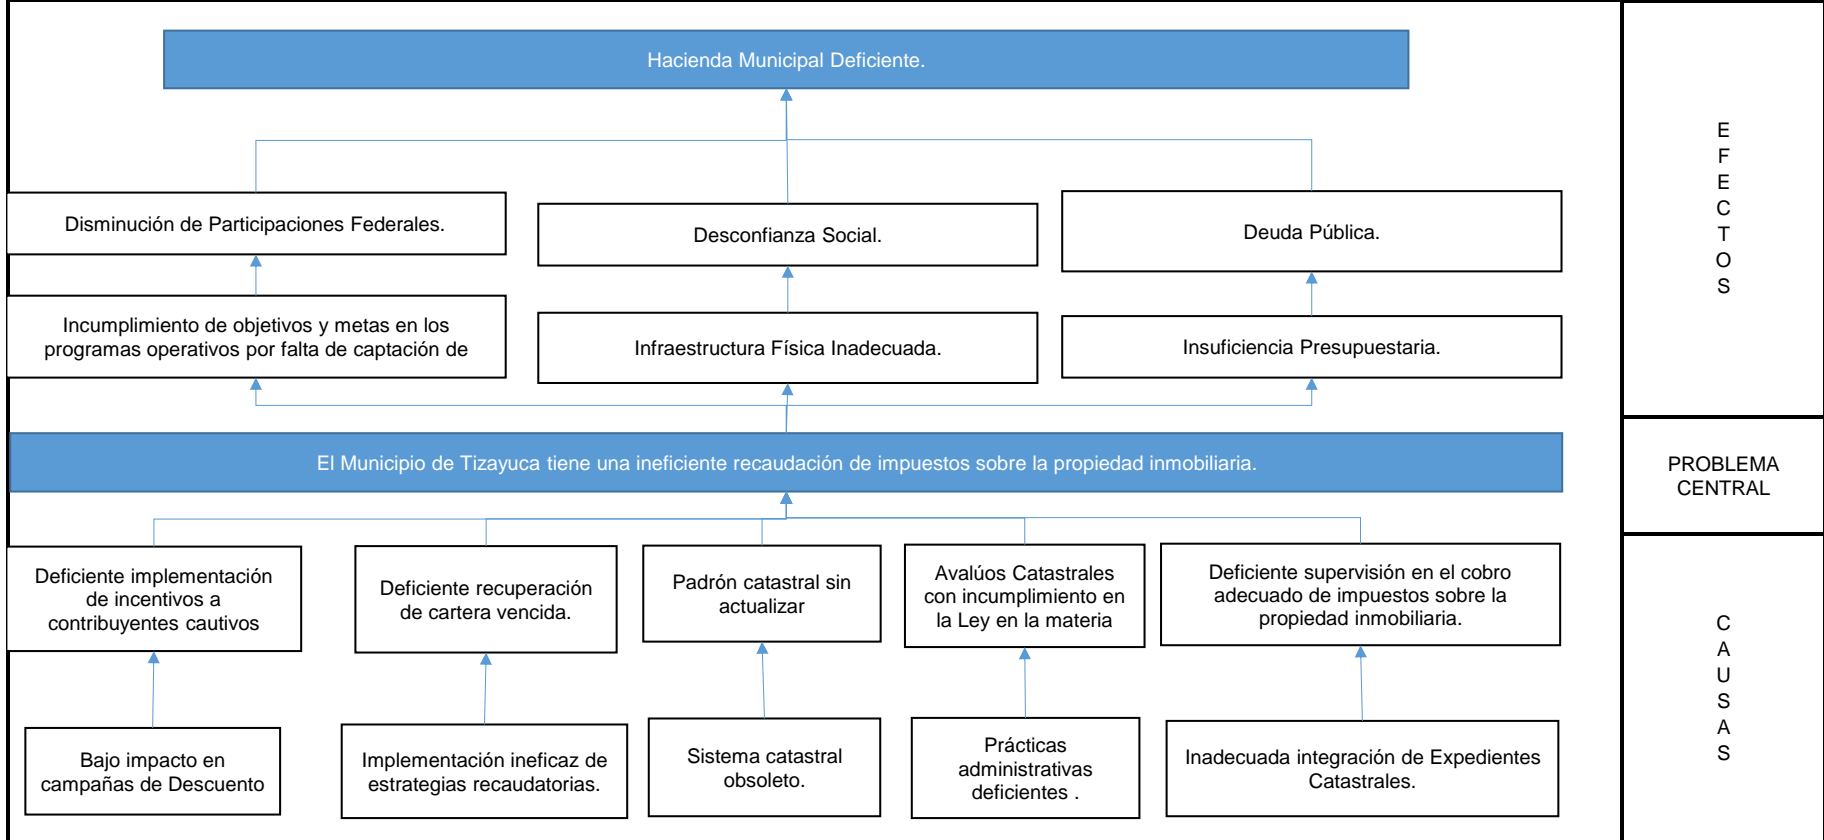 Hacienda Municipal Deficiente.
Disminución de Participaciones Federales.
Desconfianza Social.
Deuda Pública.
Incumplimiento de objetivos y metas en los
programas operativos por falta de captación de
Infraestructura Física Inadecuada.
Insuficiencia Presupuestaria.
E
F
E
C
T
O
S
El Municipio de Tizayuca tiene una ineficiente recaudación de impuestos sobre la propiedad inmobiliaria.
PROBLEMA
CENTRAL
Deficiente implementación
de incentivos a
contribuyentes cautivos
Deficiente recuperación
de cartera vencida.
Padrón catastral sin
actualizar
Avalúos Catastrales
con incumplimiento en
la Ley en la materia
Deficiente supervisión en el cobro
adecuado de impuestos sobre la
propiedad inmobiliaria.
Bajo impacto en
campañas de Descuento
Implementación ineficaz de
estrategias recaudatorias.
Sistema catastral
obsoleto.
Prácticas
administrativas
deficientes .
Inadecuada integración de Expedientes
Catastrales.
C
A
U
S
A
S